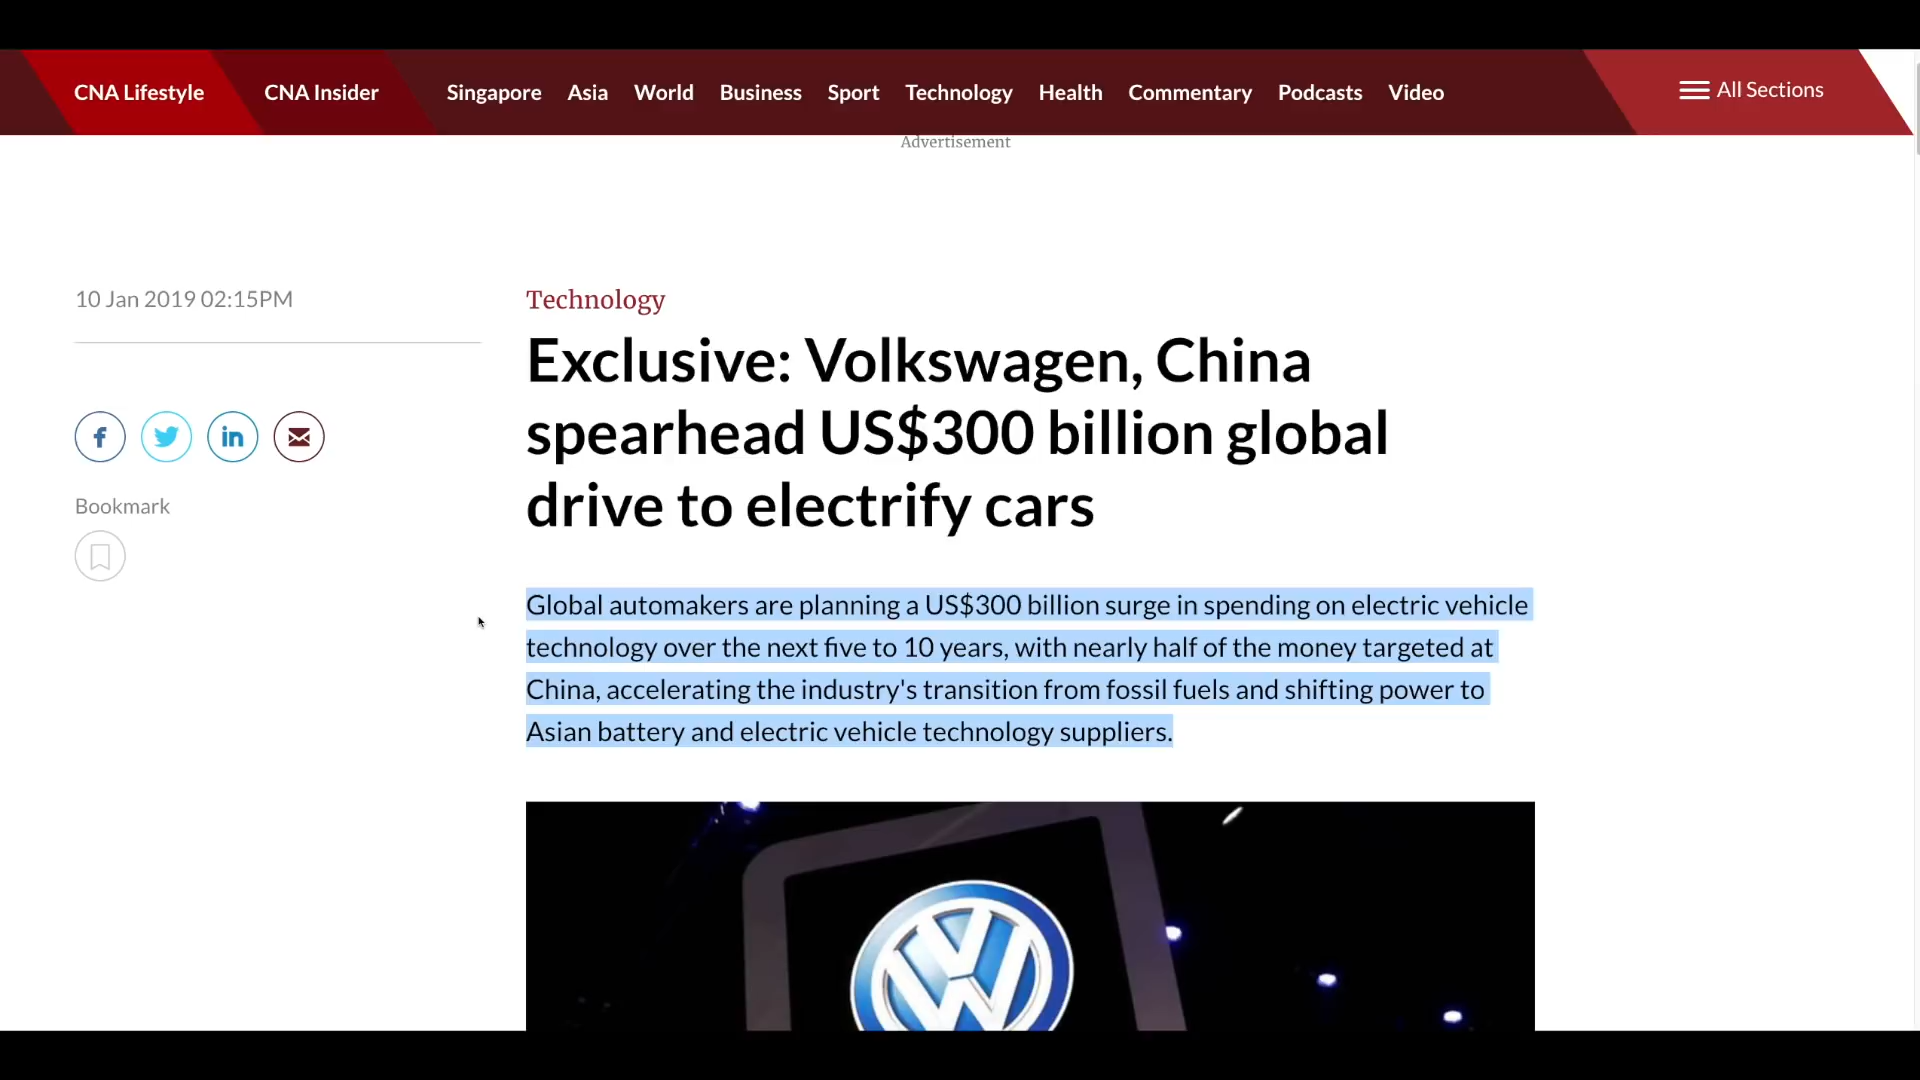 CNA Lifestyle
CNA Insider
Singapore Asia World Business Sport Technology Health Commentary Podcasts Video
All Sections
Advertisement
10 Jan 2019 02:15PM
Bookmark
Technology
Exclusive: Volkswagen, China
spearhead US$300 billion global
drive to electrify cars
Global automakers are planning a US$300 billion surge in spending on electric vehicle
technology over the next five to 10 years, with nearly half of the money targeted at
China, accelerating the industry's transition from fossil fuels and shifting power to
Asian battery and electric vehicle technology suppliers.